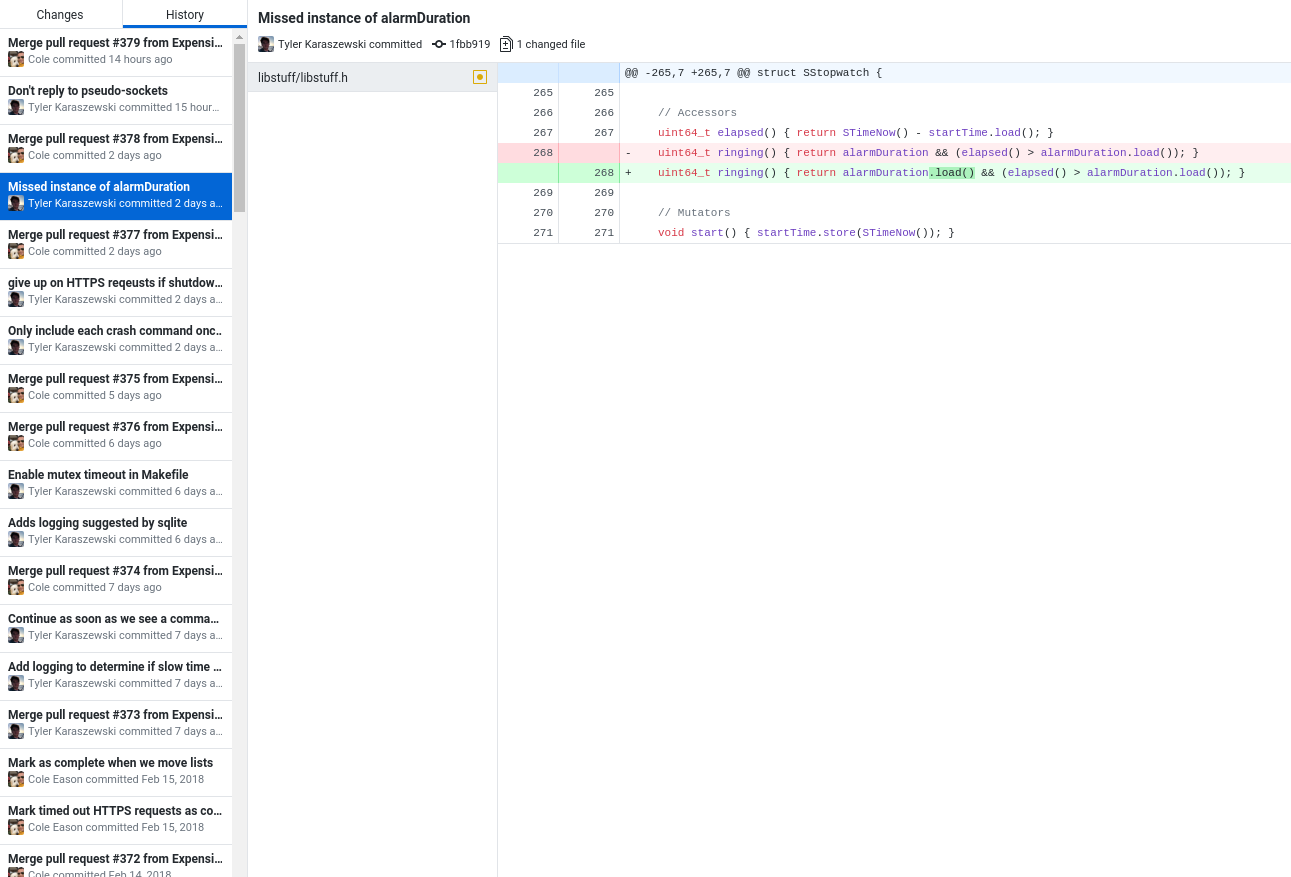 Changes
History
Merge pull request #379 from Expensi…
Cole committed 14 hours ago
Don't reply to pseudo-sockets
Tyler Karaszewski committed 15 hour…
Merge pull request #378 from Expensi…
Cole committed 2 days ago
Missed instance of alarmDuration
Tyler Karaszewski committed 2 days a…
Merge pull request #377 from Expensi…
Cole committed 2 days ago
give up on HTTPS reqeusts if shutdow…
Tyler Karaszewski committed 2 days a…
Only include each crash command onc…
Tyler Karaszewski committed 2 days a…
Merge pull request #375 from Expensi…
Cole committed 5 days ago
Merge pull request #376 from Expensi…
Cole committed 6 days ago
Enable mutex timeout in Makefile
Tyler Karaszewski committed 6 days a…
Adds logging suggested by sqlite
Tyler Karaszewski committed 6 days a…
Merge pull request #374 from Expensi…
Cole committed 7 days ago
Continue as soon as we see a comma…
Tyler Karaszewski committed 7 days a…
Add logging to determine if slow time …
Tyler Karaszewski committed 7 days a…
Merge pull request #373 from Expensi…
Tyler Karaszewski committed 7 days a…
Mark as complete when we move lists
Cole Eason committed Feb 15, 2018
Mark timed out HTTPS requests as co…
Cole Eason committed Feb 15, 2018
Merge pull request #372 from Expensi…
Cole committed Feb 14, 2018
Missed instance of alarmDuration
Tyler Karaszewski committed 1fbb919 1 changed file
libstuff/libstuff.h
@@ -265,7 +265,7 @@ struct SStopwatch {
265 265
266 266 // Accessors
267 267 uint64_t elapsed() { return STimeNow() - startTime.load(); }
268 - uint64_t ringing() { return alarmDuration && (elapsed() > alarmDuration.load()); }
268 + uint64_t ringing() { return alarmDuration.load() && (elapsed() > alarmDuration.load()); }
269 269
270 270 // Mutators
271 271 void start() { startTime.store(STimeNow()); }